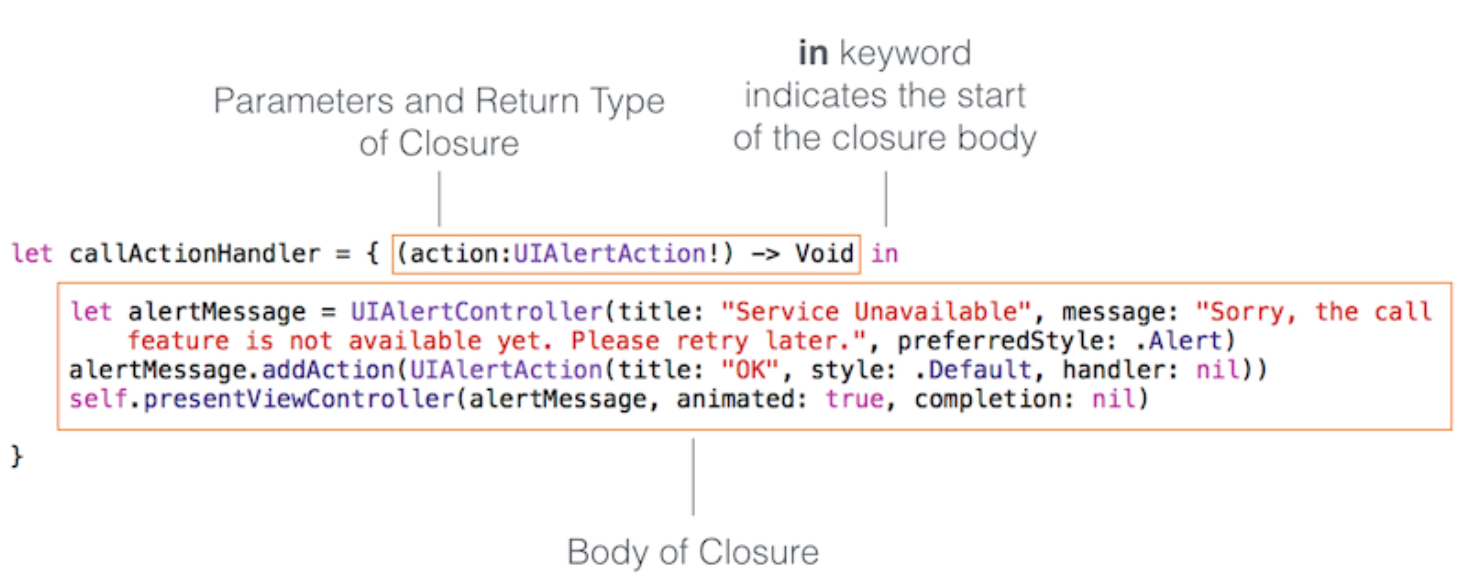 Parameters and Return Type
of Closure
in keyword
indicates the start
of the closure body
let callActionHandler = { (action:UIAlertAction!) -> Void in
let alertMessage = UIAlertController(title: "Service Unavailable", message: "Sorry, the call
feature is not available yet. Please retry later.", preferredStyle: .Alert)
alertMessage.addAction(UIAlertAction(title: "OK", style: .Default, handler: nil))
self.presentViewController(alertMessage, animated: true, completion: nil)
}
Body of Closure